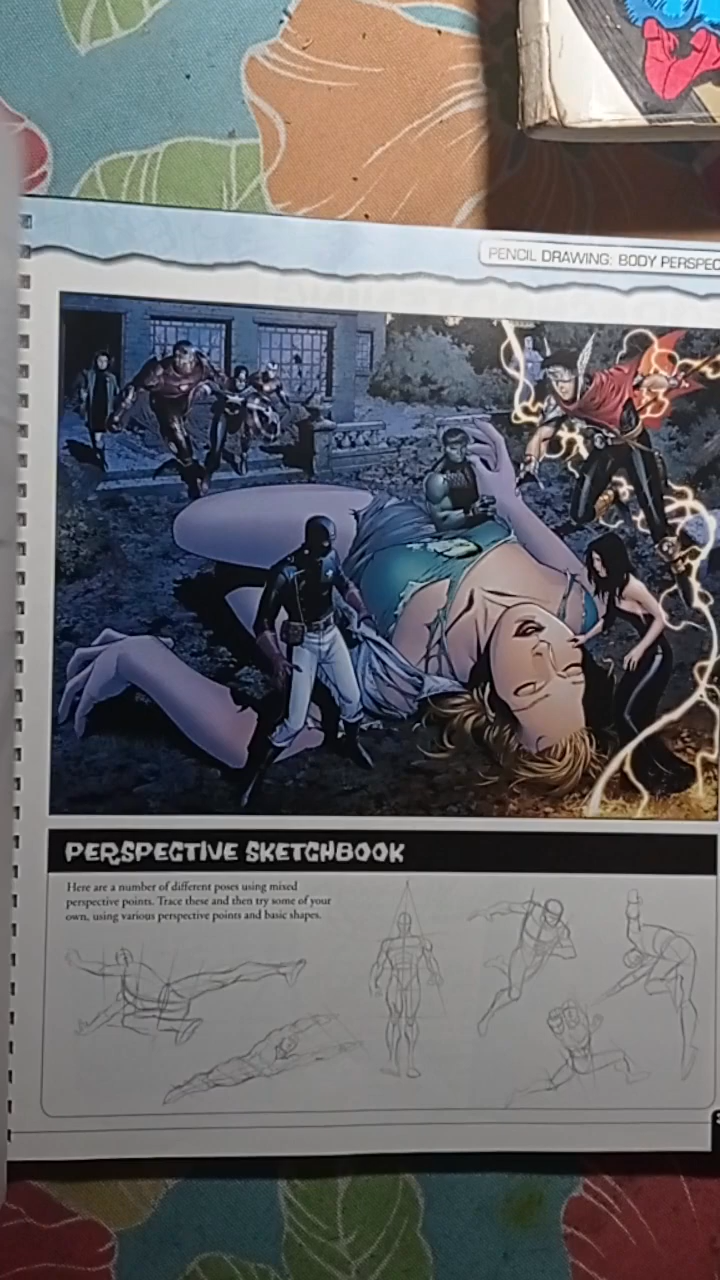 PENCIL DRAWING: BODY
PERSPECTIVE SKETCHBOOK
Here are a number of different poses using mixed
perspective points. Trace these and then try some of your
own, using various perspective points and basic shapes.